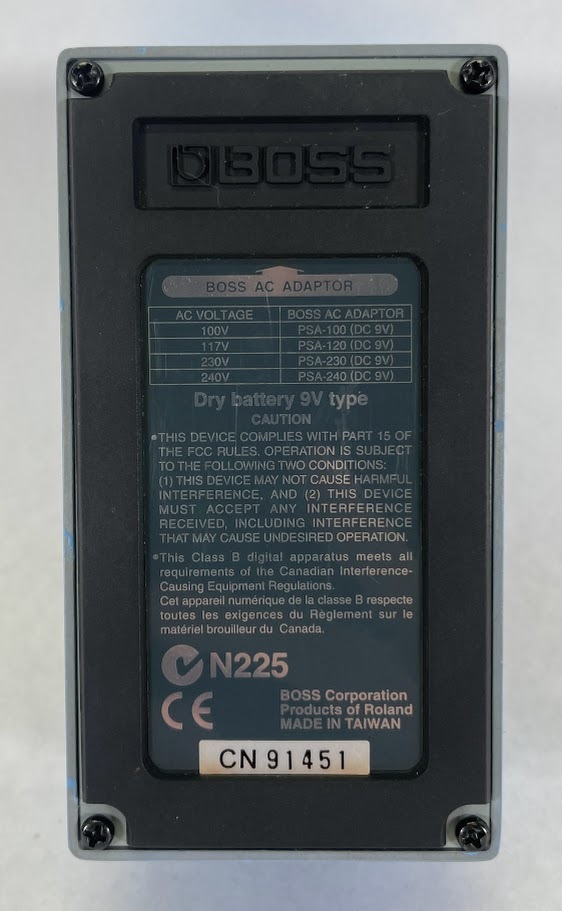 BOSS
BOSS AC ADAPTOR
AC VOLTAGE BOSS AC ADAPTOR
100V PSA-100 (DC 9V)
117V PSA-120 (DC 9V)
230V PSA-230 (DC 9V)
240V PSA-240 (DC 9V)
Dry battery 9V type
CAUTION
•THIS DEVICE COMPLIES WITH PART 15 OF
THE FCC RULES. OPERATION IS SUBJECT
TO THE FOLLOWING TWO CONDITIONS:
(1) THIS DEVICE MAY NOT CAUSE HARMFUL
INTERFERENCE, AND (2) THIS DEVICE
MUST ACCEPT ANY INTERFERENCE
RECEIVED, INCLUDING INTERFERENCE
THAT MAY CAUSE UNDESIRED OPERATION.
•This Class B digital apparatus meets all
requirements of the Canadian Interference-
Causing Equipment Regulations.
Cet appareil numérique de la classe B respecte
toutes les exigences du Règlement sur le
matériel brouilleur du Canada.
N225
CE
BOSS Corporation
Products of Roland
MADE IN TAIWAN
CN 91451